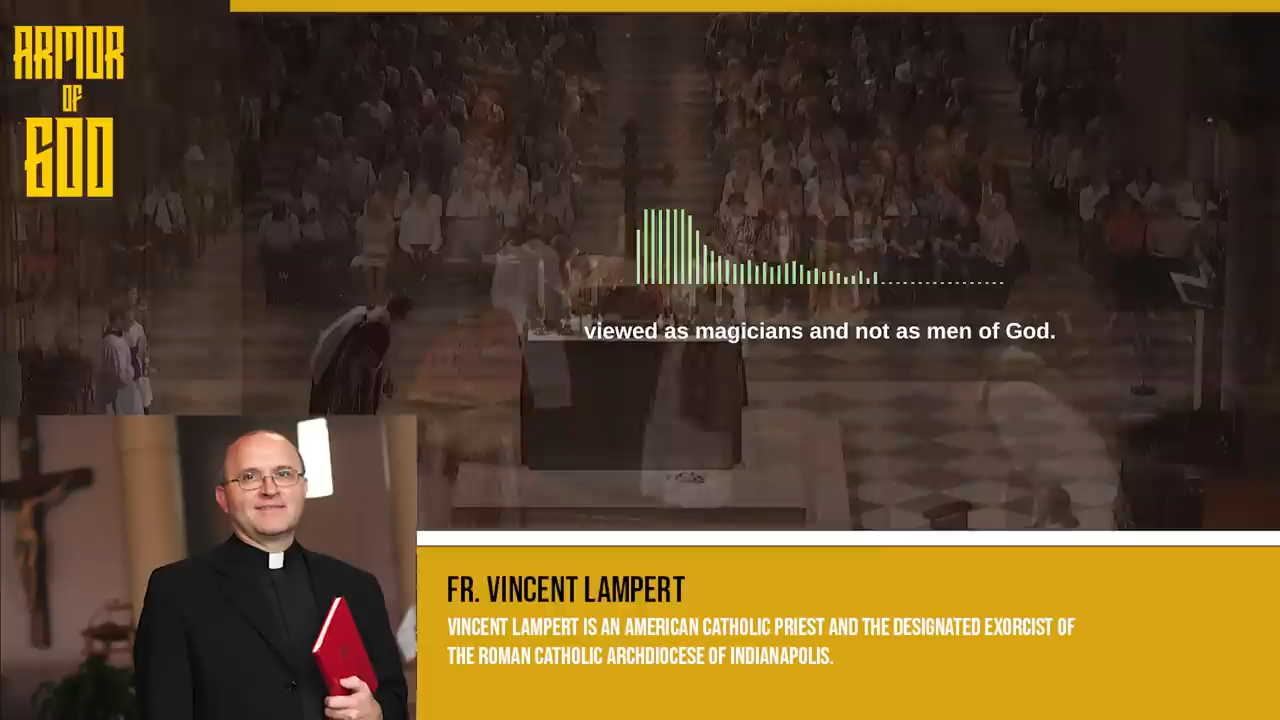 ARMOR
OF
GOD
viewed as magicians and not as men of God.
FR. VINCENT LAMPERT
VINCENT LAMPERT IS AN AMERICAN CATHOLIC PRIEST AND THE DESIGNATED EXORCIST OF
THE ROMAN CATHOLIC ARCHDIOCESE OF INDIANAPOLIS.